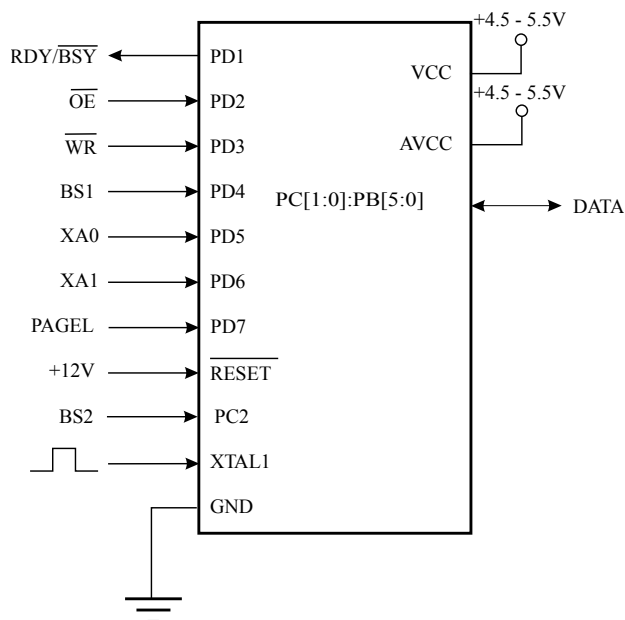 +4.5 - 5.5V
RDY/BSY
PD1
VCC
OE
PD2
+4.5 - 5.5V
WR
PD3
AVCC
BS1
PD4
PC[1:0]:PB[5:0]
DATA
XA0
PD5
XA1
PD6
PAGEL
PD7
+12V
RESET
BS2
PC2
XTAL1
GND